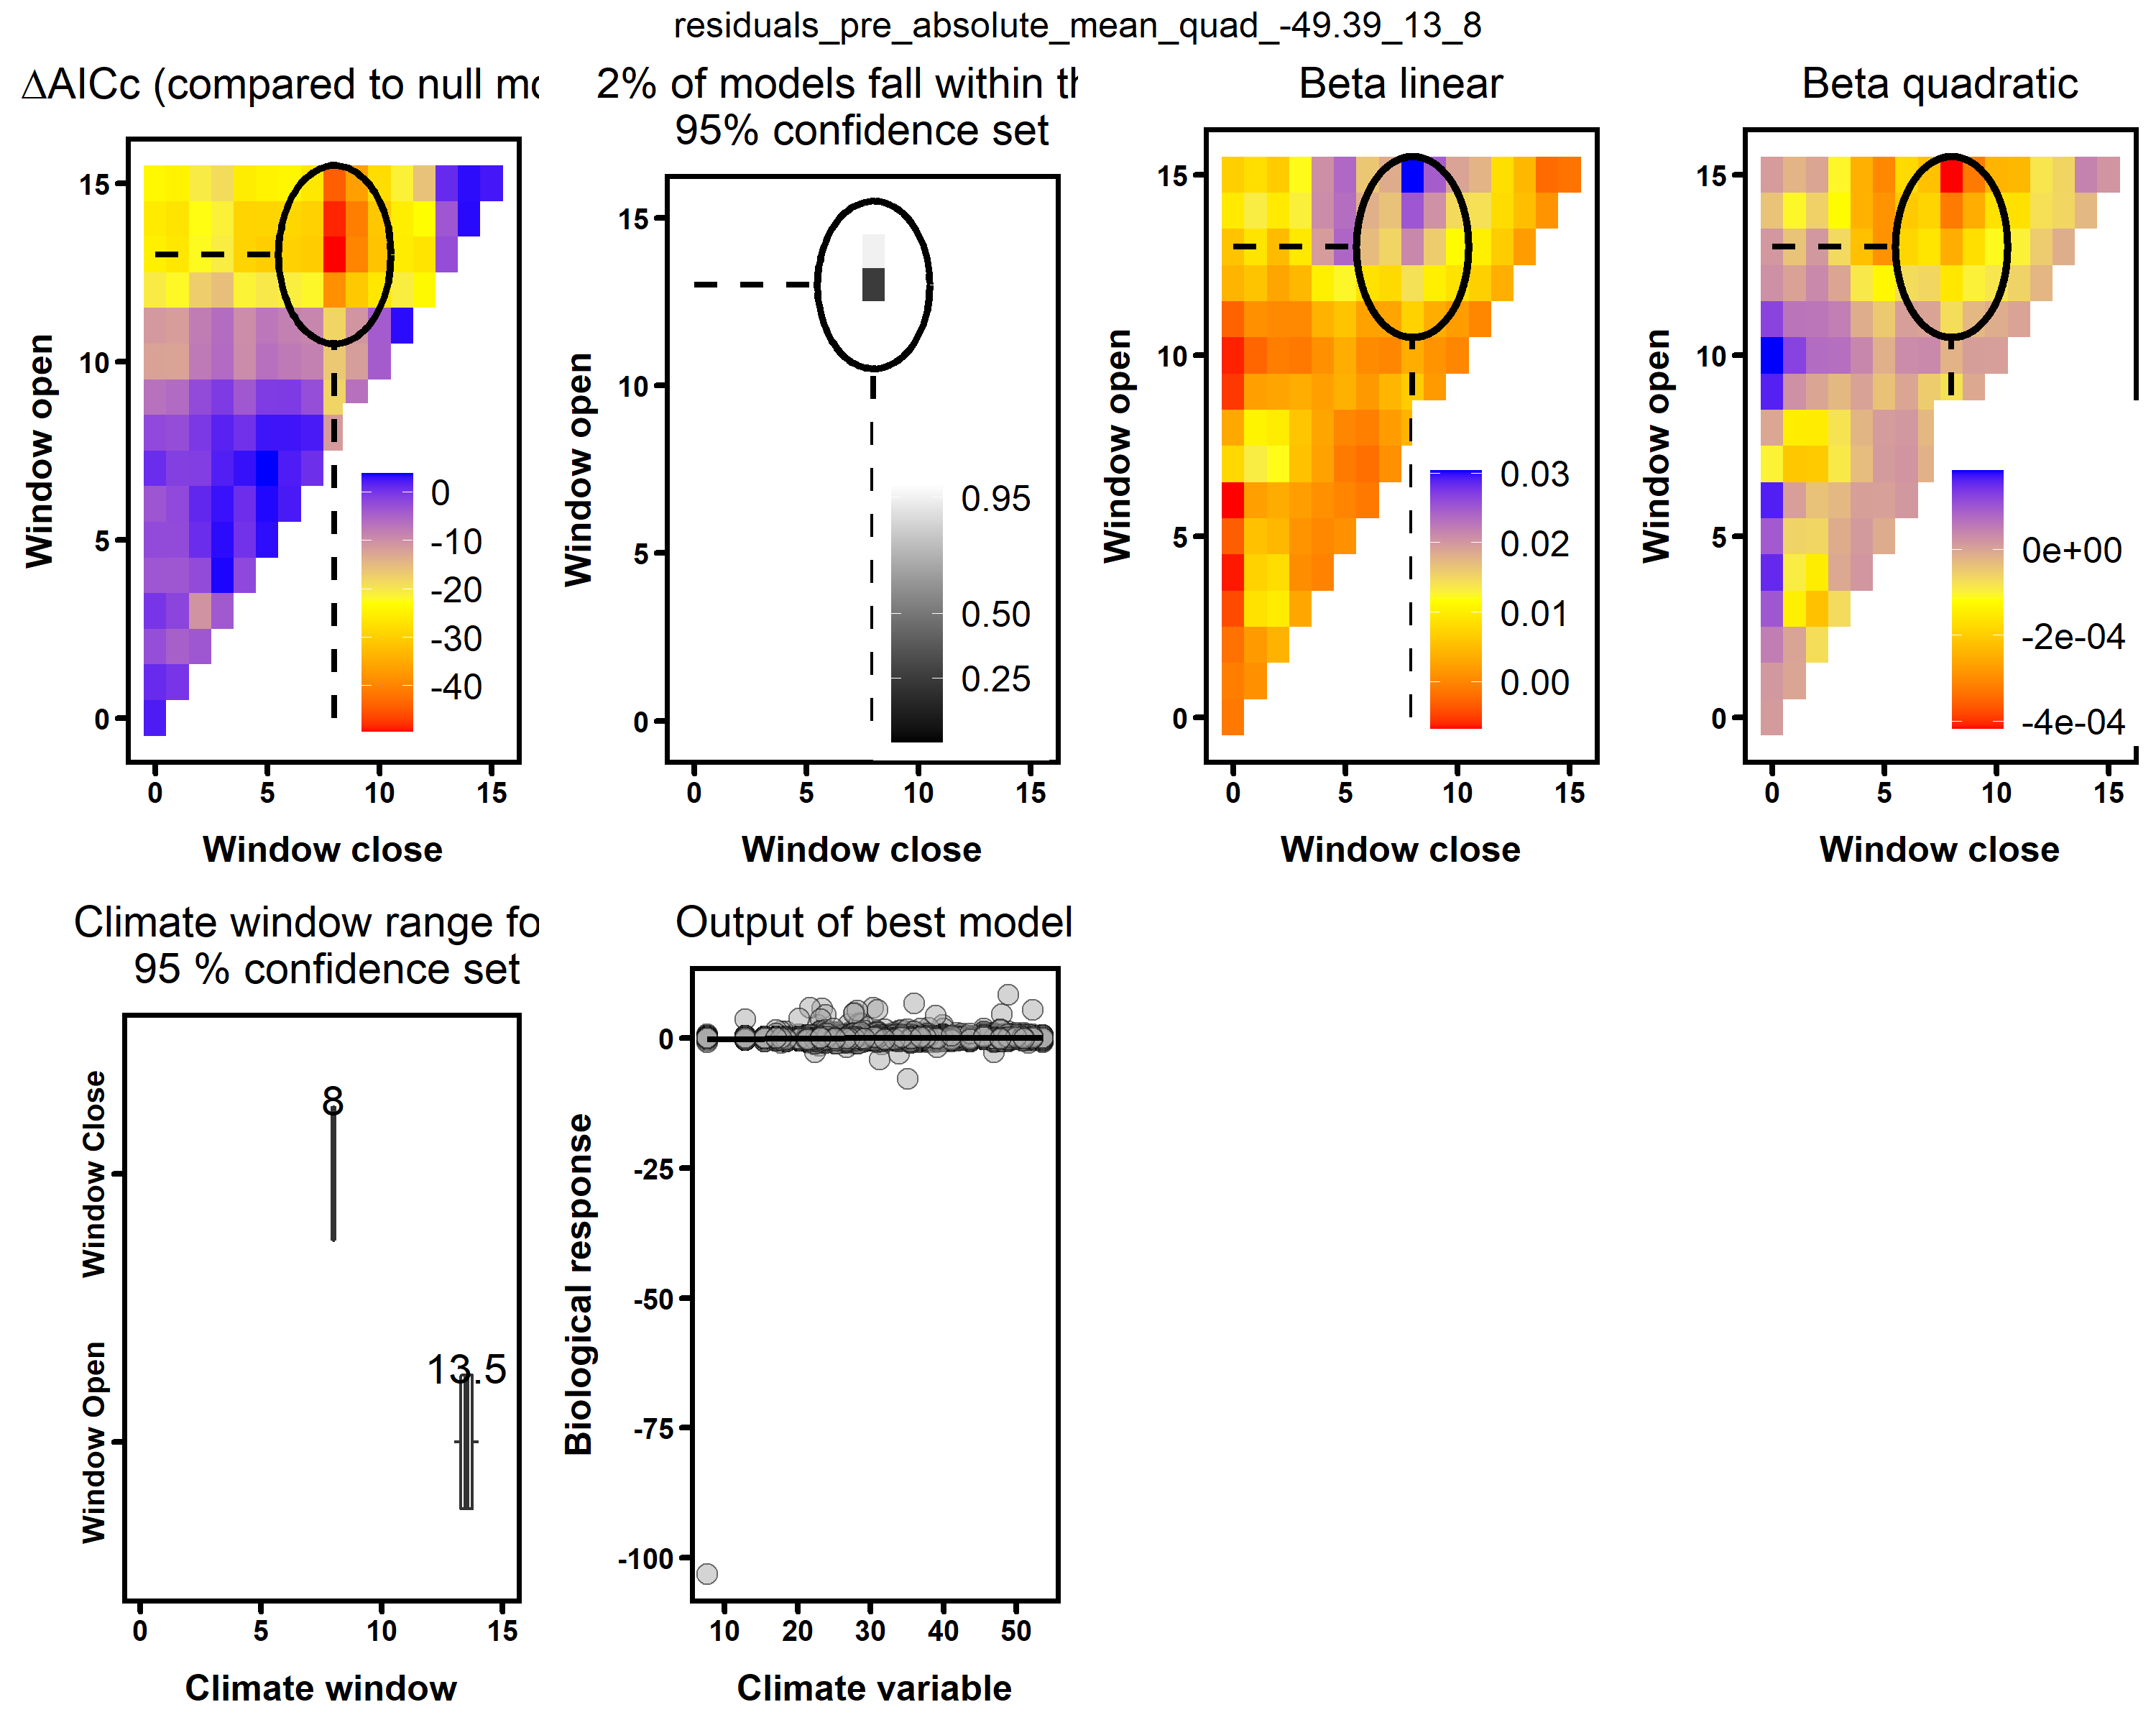 residuals_pre_absolute_mean_quad_-49.39_13_8
ΔAICc (compared to null mo
15
10
5
0
Window open
0
-10
-20
-30
-40
0 5 10 15
Window close
2% of models fall within th
95% confidence set
15
10
5
0
Window open
0.95
0.50
0.25
0 5 10 15
Window close
Beta linear
15
10
5
0
Window open
0.03
0.02
0.01
0.00
0 5 10 15
Window close
Beta quadratic
15
10
5
0
Window open
0e+00
-2e-04
-4e-04
0 5 10 15
Window close
Climate window range fo
95 % confidence set
Window Close
Window Open
8
13.5
0 5 10 15
Climate window
Output of best model
0
-25
-50
-75
-100
Biological response
10 20 30 40 50
Climate variable